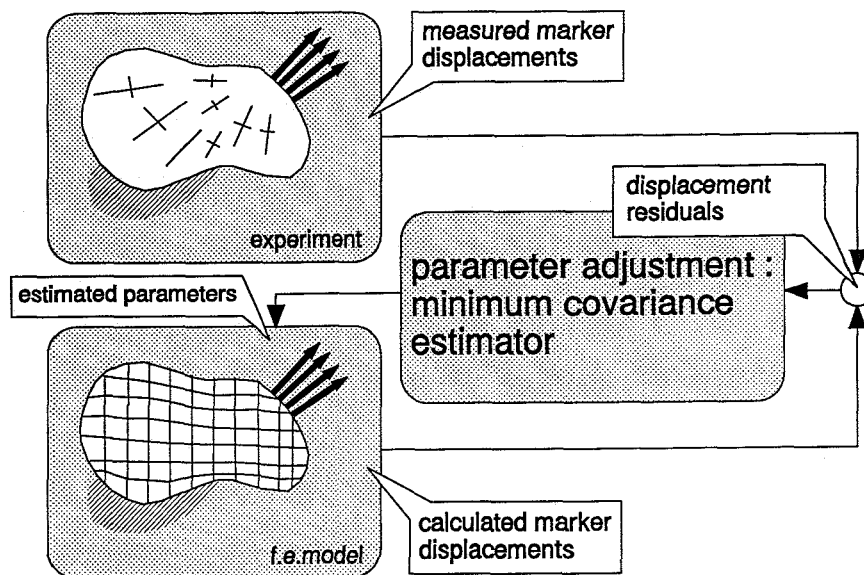 measured marker
displacements
experiment
displacement
residuals
parameter adjustment :
minimum covariance
estimator
estimated parameters
f.e.model
calculated marker
displacements